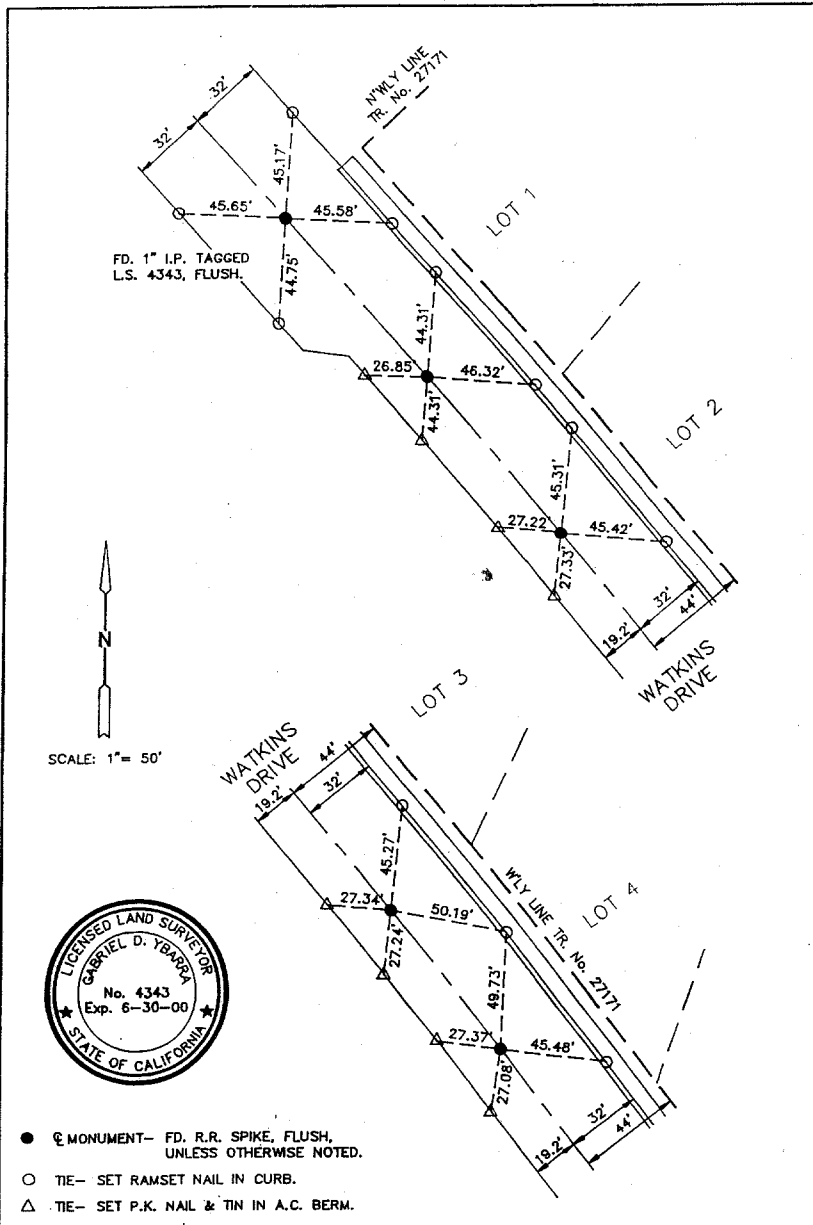 32'
32'
N'WLY LINE
TR. No. 27171
45.17'
45.65'
45.58'
LOT 1
FD. 1" I.P. TAGGED
L.S. 4343, FLUSH.
44.75'
44.31'
26.85'
46.32'
44.31'
LOT 2
45.31'
27.22'
45.42'
27.33'
32'
44'
19.2'
WATKINS
DRIVE
N
SCALE: 1"= 50'
LOT 3
WATKINS
DRIVE
44'
32'
19.2'
45.27'
27.34'
50.19'
27.24'
W'LY LINE TR. No. 27171
LOT 4
49.73'
27.37'
45.48'
27.08'
32'
44'
19.2'
LICENSED LAND SURVEYOR
GABRIEL D. YBARRA
No. 4343
Exp. 6-30-00
STATE OF CALIFORNIA
℄ MONUMENT— FD. R.R. SPIKE, FLUSH,
UNLESS OTHERWISE NOTED.
TIE— SET RAMSET NAIL IN CURB.
TIE— SET P.K. NAIL & TIN IN A.C. BERM.